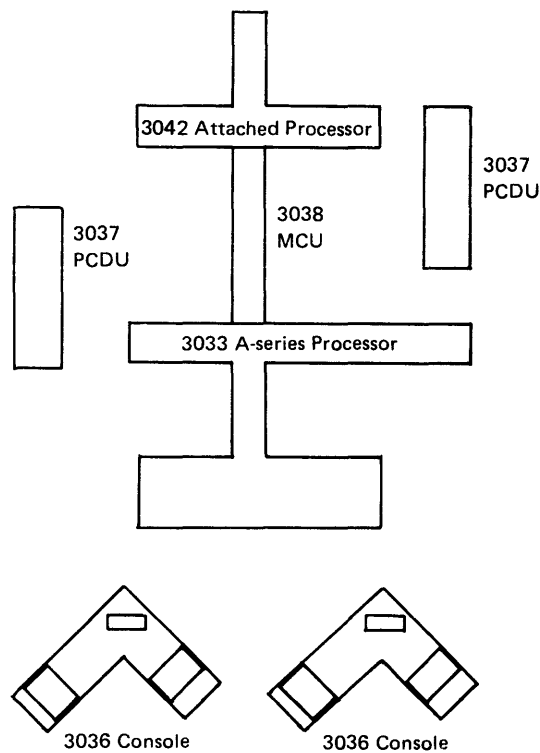 3042 Attached Processor
3037
PCDU
3038
MCU
3037
PCDU
3033 A-series Processor
3036 Console
3036 Console